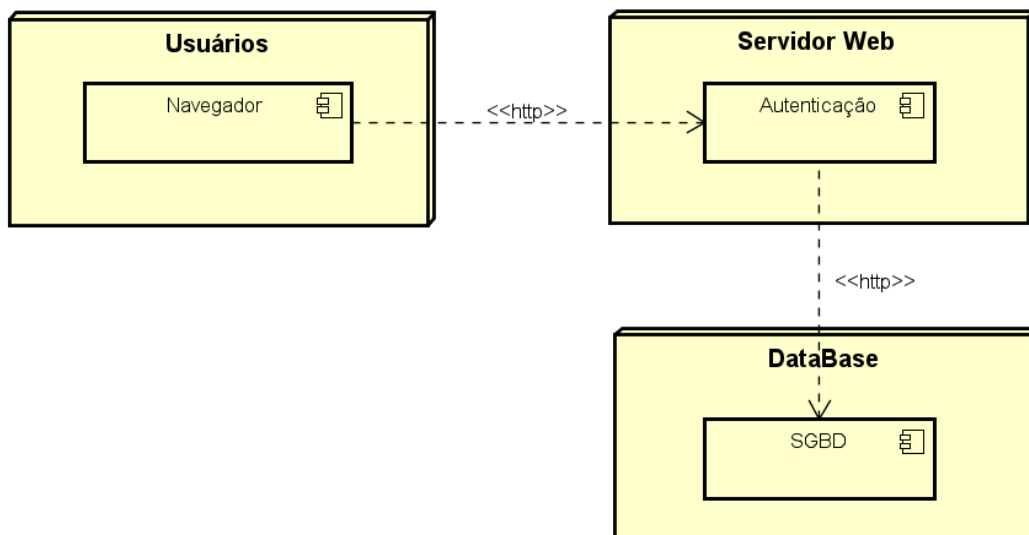 Usuários
Navegador
<<http>>
Servidor Web
Autenticação
<<http>>
DataBase
SGBD